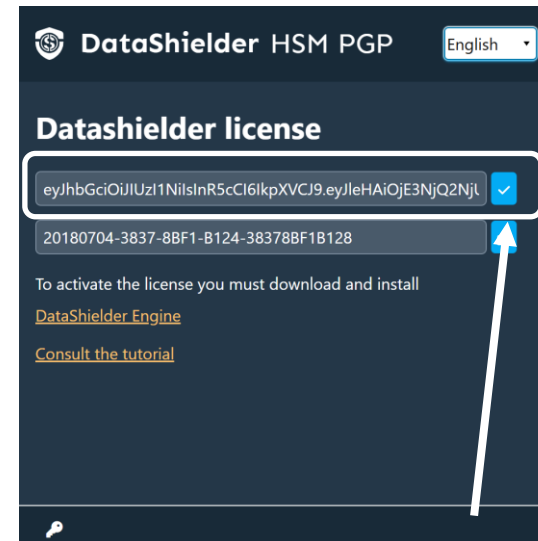 DataShielder HSM PGP
English
Datashielder license
eyJhbGciOiJIUzI1NiIsInR5cCI6IkpXVCJ9.eyJleHAiOjE3NjQ2NjU
20180704-3837-8BF1-B124-38378BF1B128
To activate the license you must download and install
DataShielder Engine
Consult the tutorial